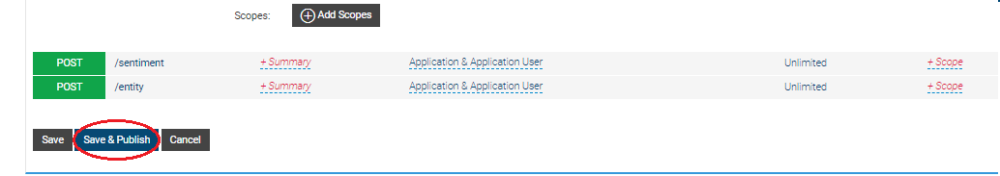 Scopes: Add Scopes
POST /sentiment + Summary Application & Application User Unlimited + Scope
POST /entity + Summary Application & Application User Unlimited + Scope
Save Save & Publish Cancel